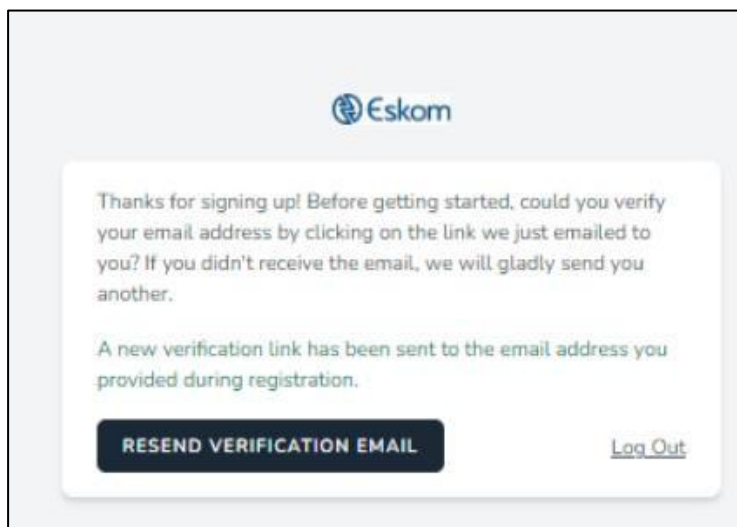 Eskom
Thanks for signing up! Before getting started, could you verify
your email address by clicking on the link we just emailed to
you? If you didn't receive the email, we will gladly send you
another.
A new verification link has been sent to the email address you
provided during registration.
RESEND VERIFICATION EMAIL
Log Out